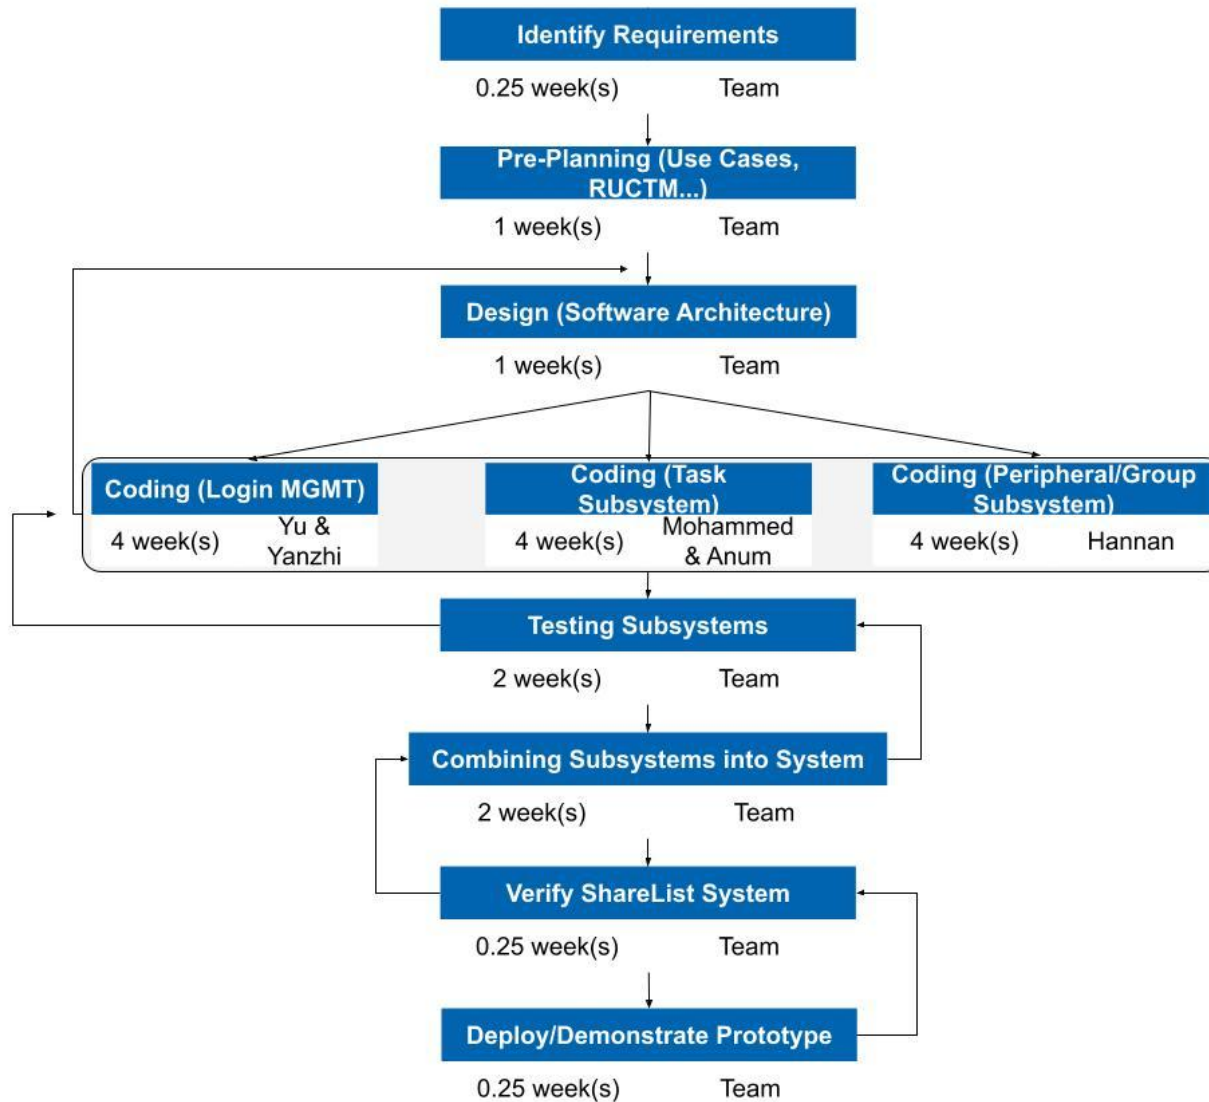 Identify Requirements
0.25 week(s) Team
Pre-Planning (Use Cases,
RUCTM...)
1 week(s) Team
Design (Software Architecture)
1 week(s) Team
Coding (Login MGMT)
4 week(s)
Yu &
Yanzhi
Coding (Task
Subsystem)
4 week(s)
Mohammed
& Anum
Coding (Peripheral/Group
Subsystem)
4 week(s) Hannan
Testing Subsystems
2 week(s) Team
Combining Subsystems into System
2 week(s) Team
Verify ShareList System
0.25 week(s) Team
Deploy/Demonstrate Prototype
0.25 week(s) Team